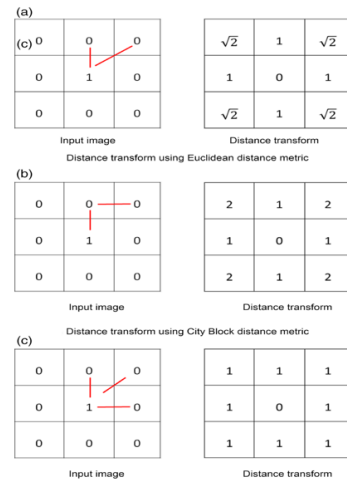 (a)
(c) 0 0 0 √2 1 √2
0 1 0 1 0 1
0 0 0 √2 1 √2
Input image Distance transform
Distance transform using Euclidean distance metric
(b)
0 0 0 2 1 2
0 1 0 1 0 1
0 0 0 2 1 2
Input image Distance transform
Distance transform using City Block distance metric
(c)
0 0 0 1 1 1
0 1 0 1 0 1
0 0 0 1 1 1
Input image Distance transform